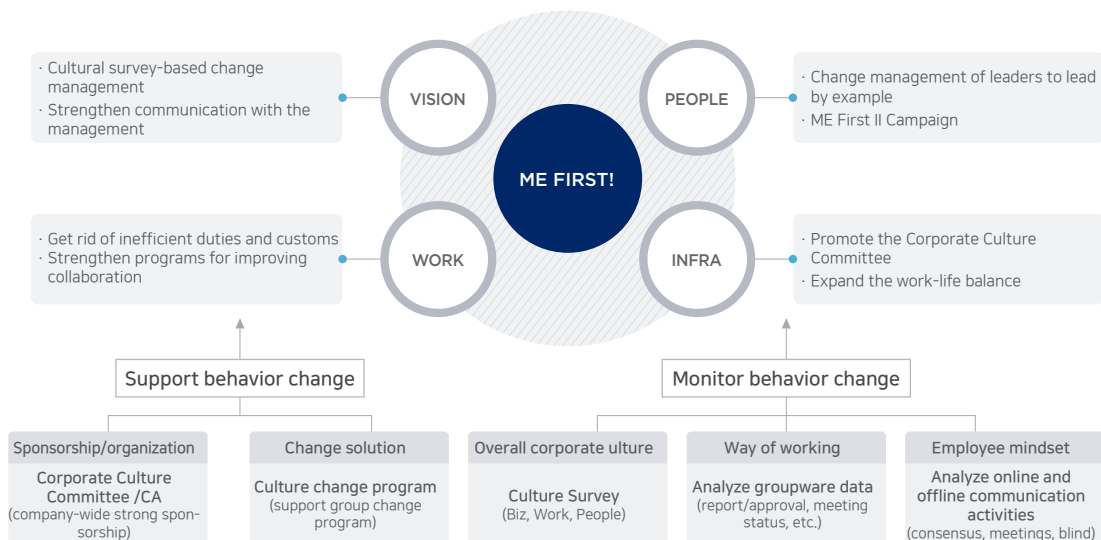 · Cultural survey-based change
management
· Strengthen communication with the
management
VISION
PEOPLE
· Change management of leaders to lead
by example
· ME First II Campaign
ME FIRST!
· Get rid of inefficient duties and customs
· Strengthen programs for improving
collaboration
WORK
INFRA
· Promote the Corporate Culture
Committee
· Expand the work-life balance
Support behavior change
Monitor behavior change
Sponsorship/organization
Corporate Culture
Committee /CA
(company-wide strong spon-
sorship)
Change solution
Culture change program
(support group change
program)
Overall corporate ulture
Culture Survey
(Biz, Work, People)
Way of working
Analyze groupware data
(report/approval, meeting
status, etc.)
Employee mindset
Analyze online and
offline communication
activities
(consensus, meetings, blind)